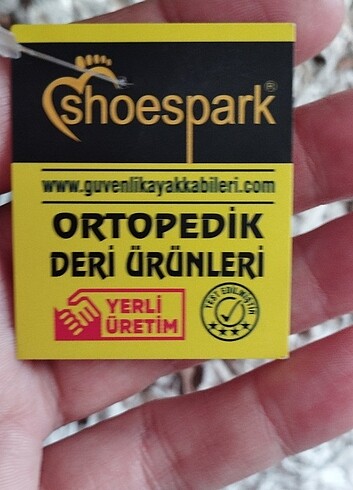 shoespark®
www.guvenlikayakkabileri.com
ORTOPEDİK
DERİ ÜRÜNLERİ
YERLİ
ÜRETİM
TEST EDİLMİŞTİR